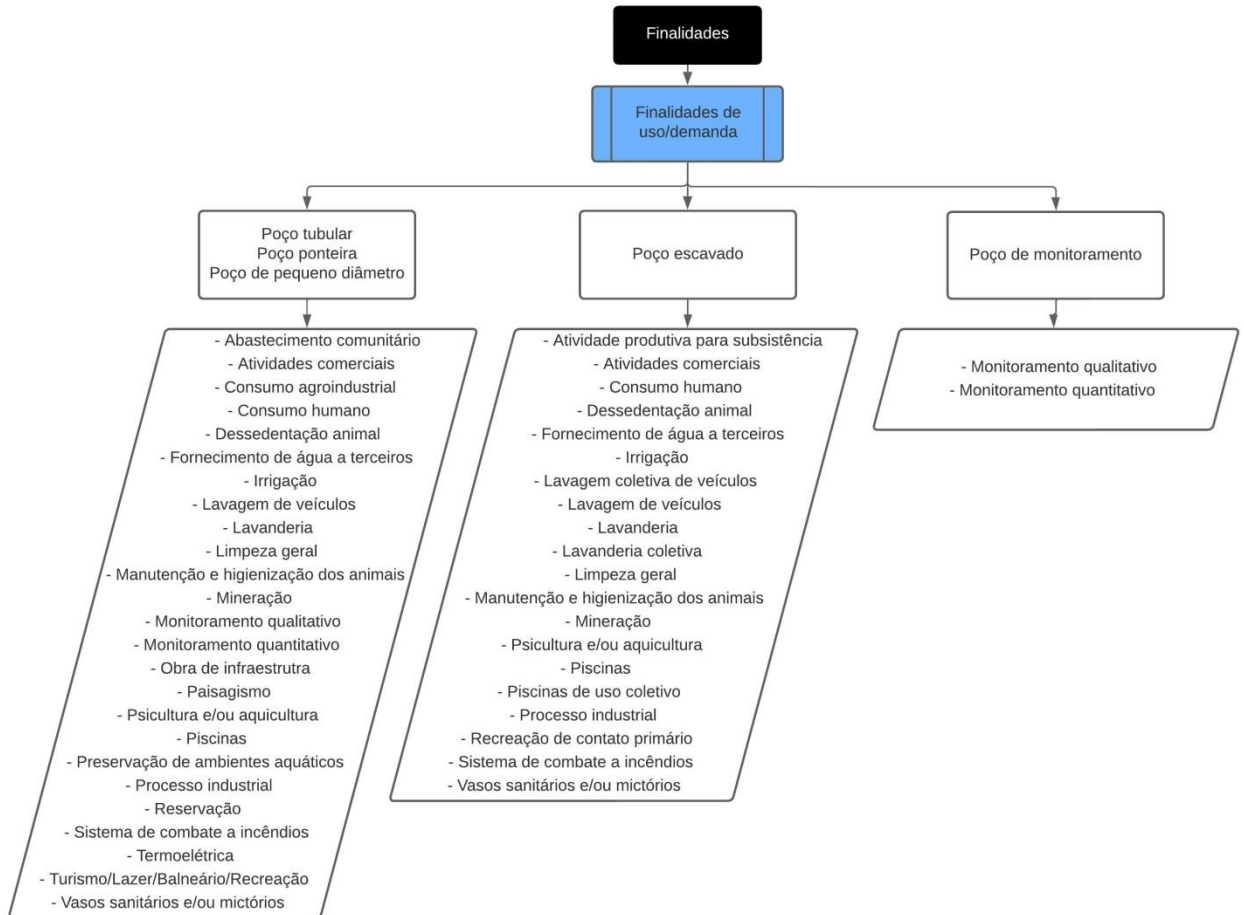 Finalidades
Finalidades de
uso/demanda
Poço tubular
Poço ponteira
Poço de pequeno diâmetro
Poço escavado
Poço de monitoramento
- Abastecimento comunitário
- Atividades comerciais
- Consumo agroindustrial
- Consumo humano
- Dessedentação animal
- Fornecimento de água a terceiros
- Irrigação
- Lavagem de veículos
- Lavanderia
- Limpeza geral
- Manutenção e higienização dos animais
- Mineração
- Monitoramento qualitativo
- Monitoramento quantitativo
- Obra de infraestrutra
- Paisagismo
- Psicultura e/ou aquicultura
- Piscinas
- Preservação de ambientes aquáticos
- Processo industrial
- Reservação
- Sistema de combate a incêndios
- Termoelétrica
- Turismo/Lazer/Balneário/Recreação
- Vasos sanitários e/ou mictórios
- Atividade produtiva para subsistência
- Atividades comerciais
- Consumo humano
- Dessedentação animal
- Fornecimento de água a terceiros
- Irrigação
- Lavagem coletiva de veículos
- Lavagem de veículos
- Lavanderia
- Lavanderia coletiva
- Limpeza geral
- Manutenção e higienização dos animais
- Mineração
- Psicultura e/ou aquicultura
- Piscinas
- Piscinas de uso coletivo
- Processo industrial
- Recreação de contato primário
- Sistema de combate a incêndios
- Vasos sanitários e/ou mictórios
- Monitoramento qualitativo
- Monitoramento quantitativo